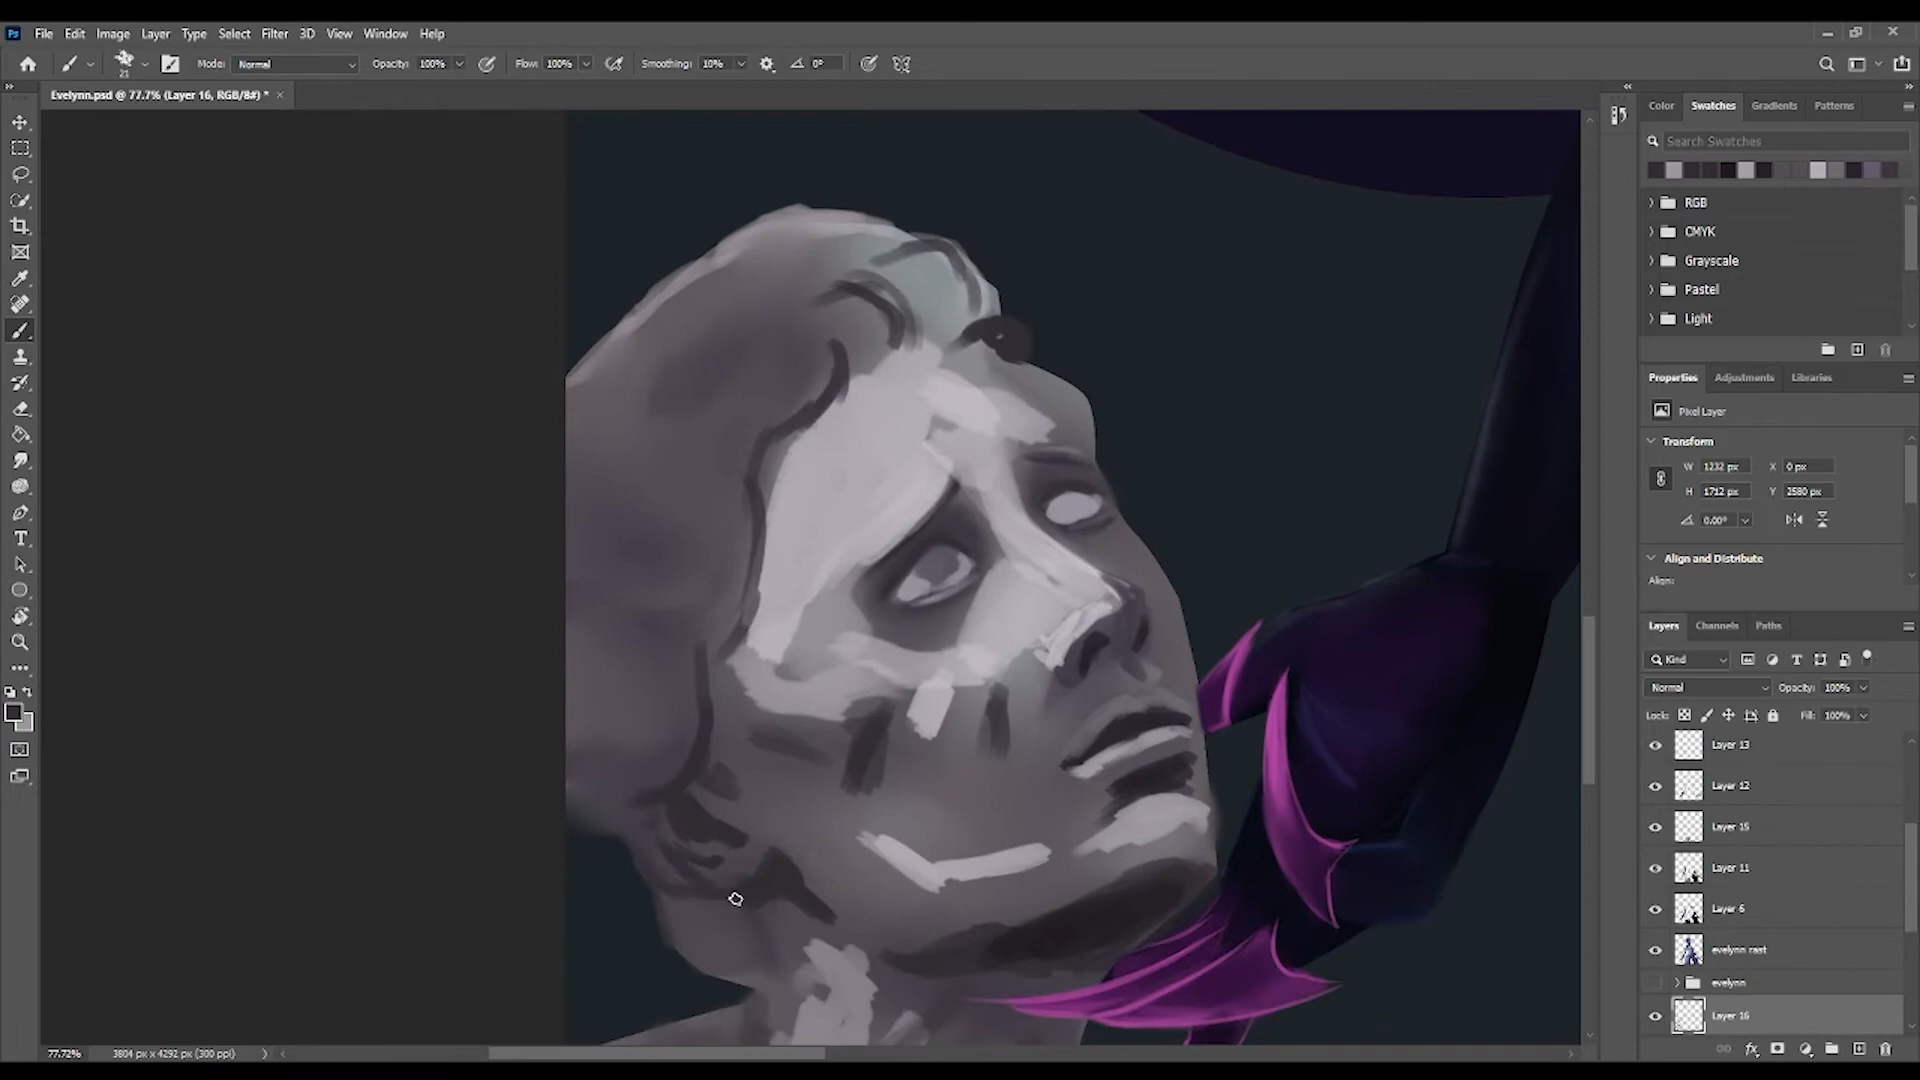 Ps File Edit Image Layer Type Select Filter 3D View Window Help
21 Mode: Normal Opacity: 100% Flow: 100% Smoothing: 10% 0°
Evelynn.psd @ 77.7% (Layer 16, RGB/8#) * ×
Color Swatches Gradients Patterns
Search Swatches
RGB
CMYK
Grayscale
Pastel
Light
Properties Adjustments Libraries
Pixel Layer
Transform
W 1232 px X 0 px
H 1712 px Y 2580 px
0.00°
Align and Distribute
Align:
Layers Channels Paths
Kind
Normal Opacity: 100%
Lock: Fill: 100%
Layer 13
Layer 12
Layer 15
Layer 11
Layer 6
evelynn rast
evelynn
Layer 16
fx
77.72% 3804 px x 4292 px (300 ppi)